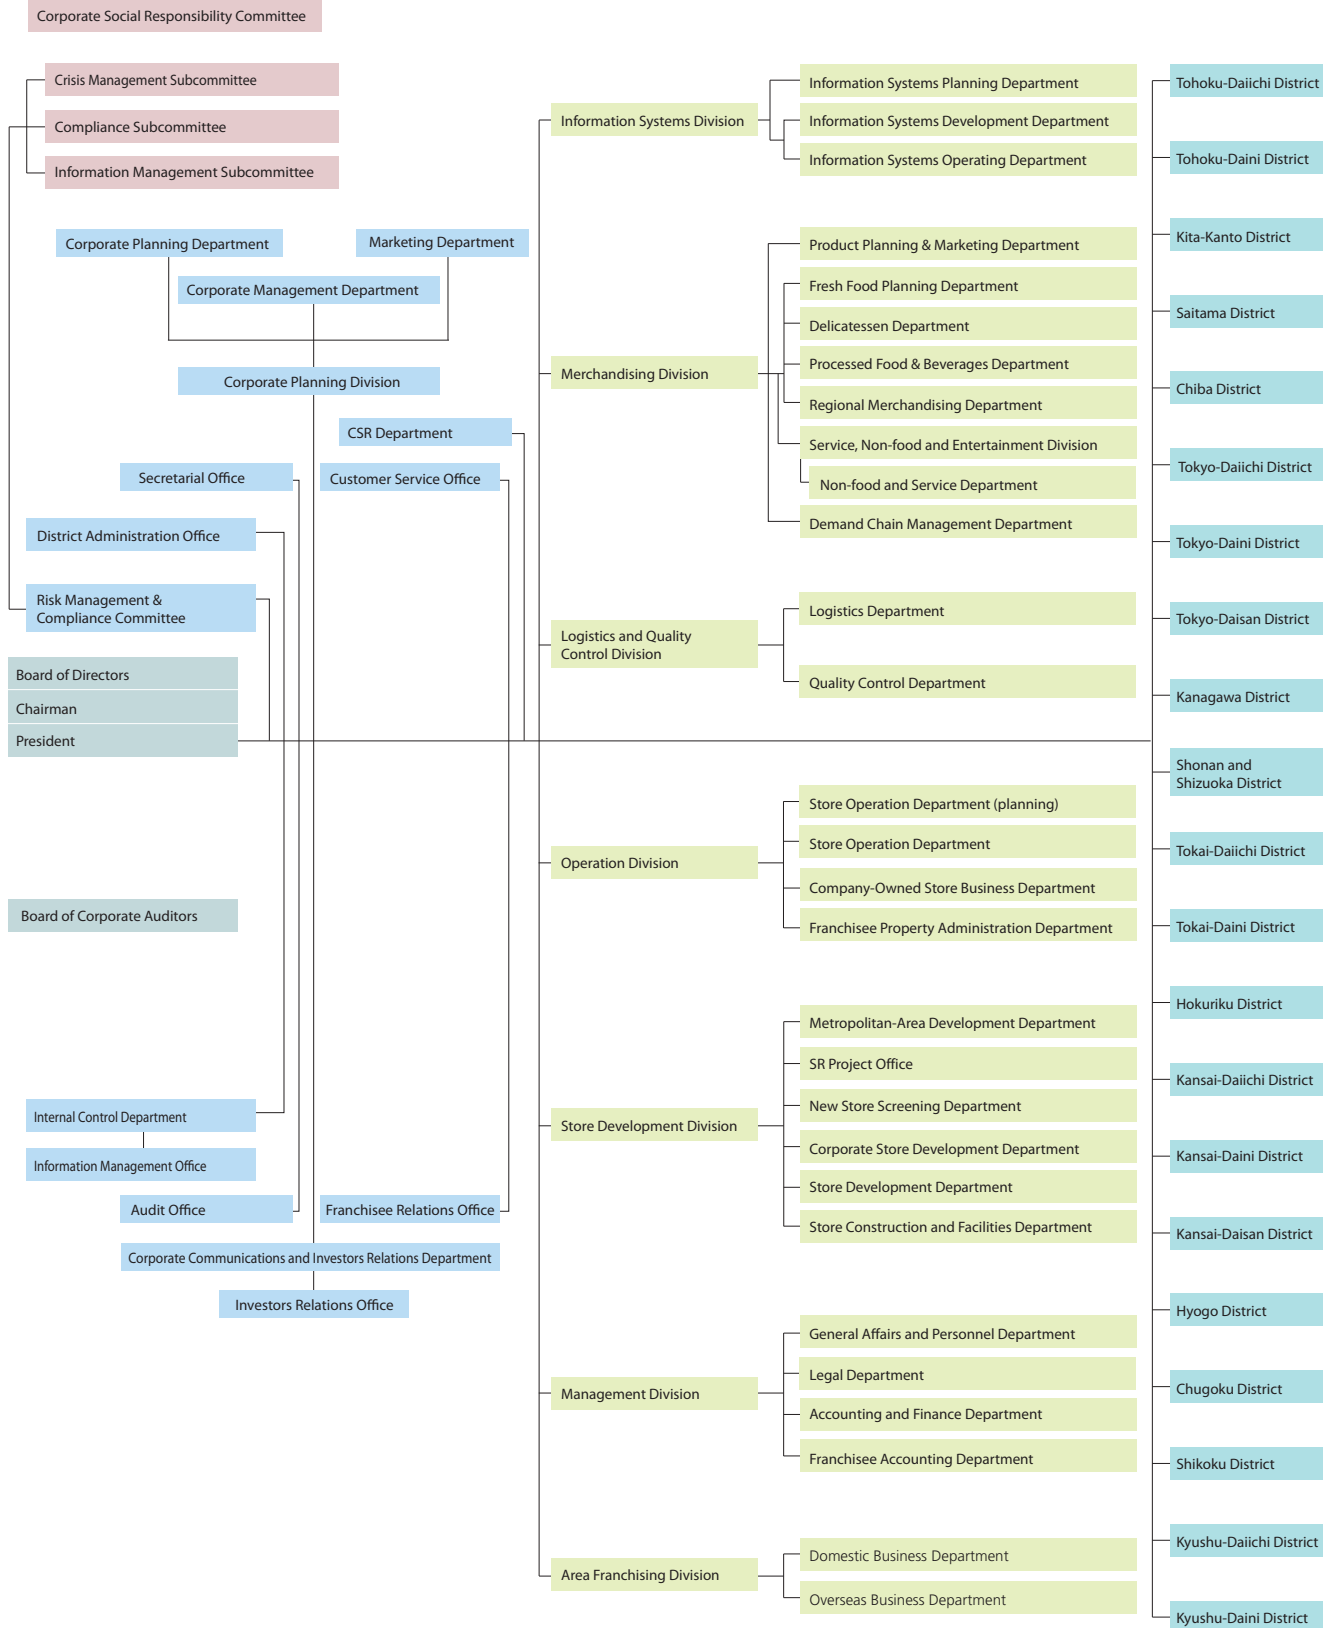 Corporate Social Responsibility Committee
Crisis Management Subcommittee
Compliance Subcommittee
Information Management Subcommittee
Corporate Planning Department
Marketing Department
Corporate Management Department
Corporate Planning Division
CSR Department
Secretarial Office
Customer Service Office
District Administration Office
Risk Management &
Compliance Committee
Board of Directors
Chairman
President
Board of Corporate Auditors
Internal Control Department
Information Management Office
Audit Office
Franchisee Relations Office
Corporate Communications and Investors Relations Department
Investors Relations Office
Information Systems Division
Information Systems Planning Department
Information Systems Development Department
Information Systems Operating Department
Merchandising Division
Product Planning & Marketing Department
Fresh Food Planning Department
Delicatessen Department
Processed Food & Beverages Department
Regional Merchandising Department
Service, Non-food and Entertainment Division
Non-food and Service Department
Demand Chain Management Department
Logistics and Quality
Control Division
Logistics Department
Quality Control Department
Operation Division
Store Operation Department (planning)
Store Operation Department
Company-Owned Store Business Department
Franchisee Property Administration Department
Store Development Division
Metropolitan-Area Development Department
SR Project Office
New Store Screening Department
Corporate Store Development Department
Store Development Department
Store Construction and Facilities Department
Management Division
General Affairs and Personnel Department
Legal Department
Accounting and Finance Department
Franchisee Accounting Department
Area Franchising Division
Domestic Business Department
Overseas Business Department
Tohoku-Daiichi District
Tohoku-Daini District
Kita-Kanto District
Saitama District
Chiba District
Tokyo-Daiichi District
Tokyo-Daini District
Tokyo-Daisan District
Kanagawa District
Shonan and
Shizuoka District
Tokai-Daiichi District
Tokai-Daini District
Hokuriku District
Kansai-Daiichi District
Kansai-Daini District
Kansai-Daisan District
Hyogo District
Chugoku District
Shikoku District
Kyushu-Daiichi District
Kyushu-Daini District